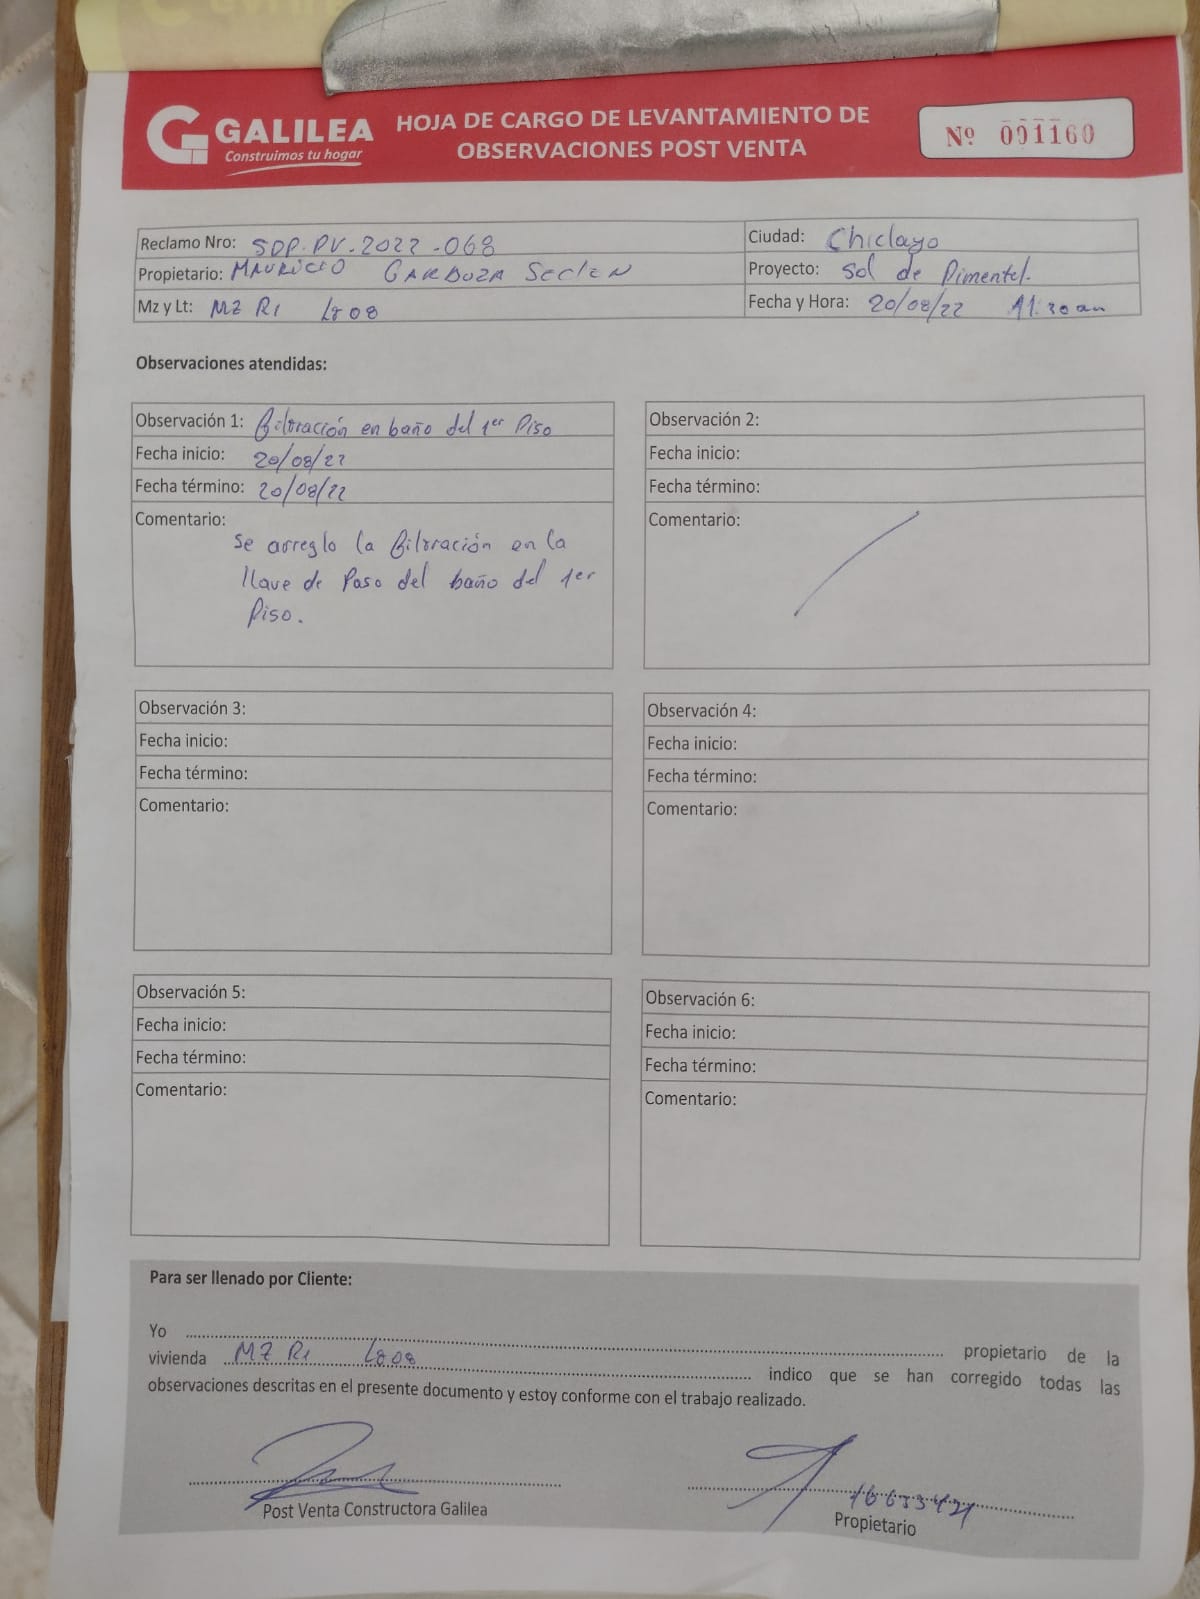 GALILEA
Construimos tu hogar
HOJA DE CARGO DE LEVANTAMIENTO DE
OBSERVACIONES POST VENTA
Nº 001160
Reclamo Nro: SDP.PV.2022-068
Ciudad: Chiclayo
Propietario: MAURICIO GARBOZA SECLEN
Proyecto: Sol de Pimentel.
Mz y Lt: MZ R1 Lt 08
Fecha y Hora: 20/08/22 11:30 am
Observaciones atendidas:
Observación 1: filtración en baño del 1er Piso
Fecha inicio: 20/08/22
Fecha término: 20/08/22
Comentario:
Se arreglo la filtración en la
llave de Paso del baño del 1er
Piso.
Observación 2:
Fecha inicio:
Fecha término:
Comentario:
Observación 3:
Fecha inicio:
Fecha término:
Comentario:
Observación 4:
Fecha inicio:
Fecha término:
Comentario:
Observación 5:
Fecha inicio:
Fecha término:
Comentario:
Observación 6:
Fecha inicio:
Fecha término:
Comentario:
Para ser llenado por Cliente:
Yo ........ propietario de la
vivienda MZ R1 Lt 08 indico que se han corregido todas las
observaciones descritas en el presente documento y estoy conforme con el trabajo realizado.
Post Venta Constructora Galilea
Propietario